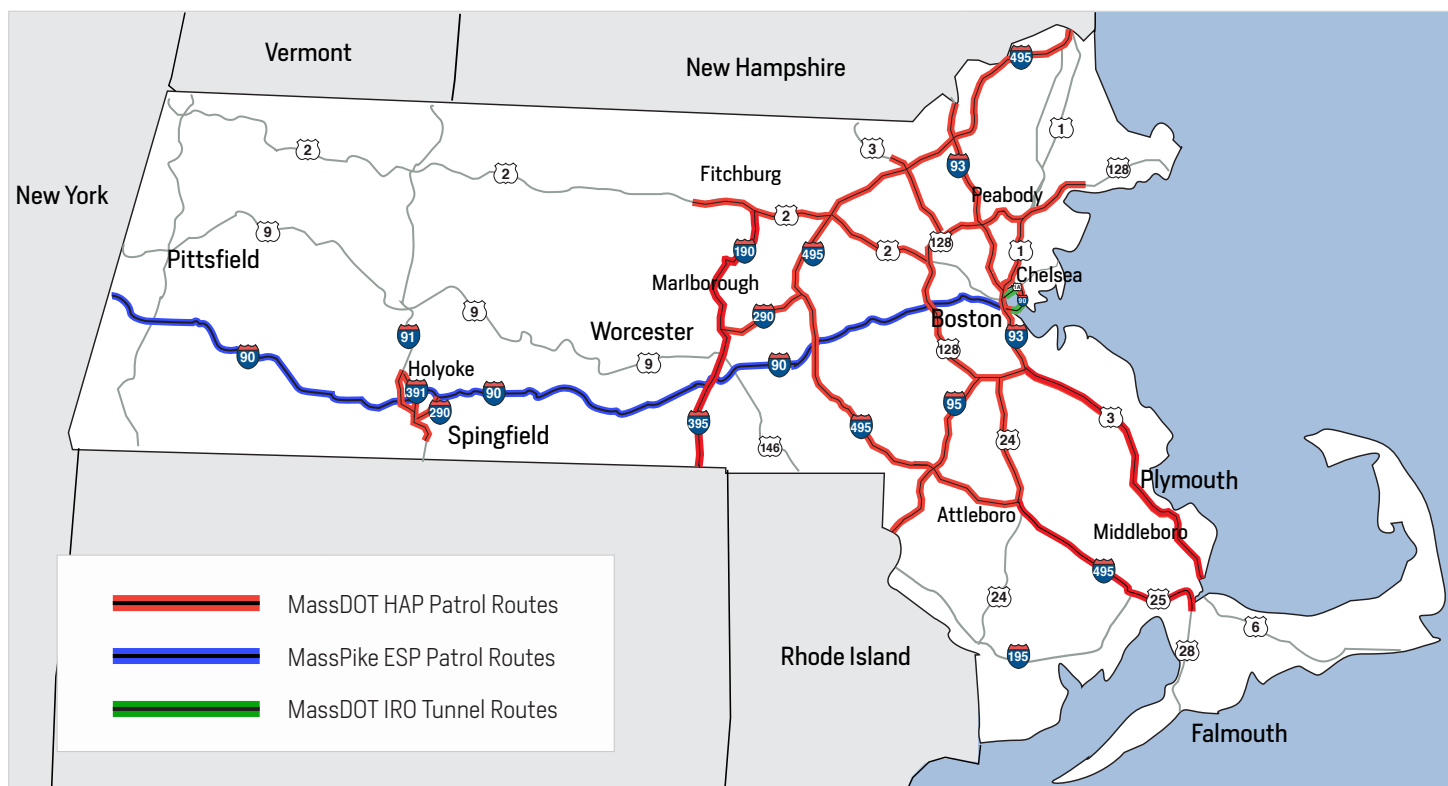 Vermont
New Hampshire
495
1
2
3
93
128
2
Fitchburg
New York
Peabody
2
9
128
190
495
2
1
Pittsfield
Marlborough
Chelsea
1A
90
9
290
Worcester
Boston
91
93
90
9
128
Holyoke
90
391
90
290
95
395
495
3
Spingfield
24
146
Plymouth
Attleboro
Middleboro
495
24
25
MassDOT HAP Patrol Routes
6
MassPike ESP Patrol Routes
Rhode Island
195
28
MassDOT IRO Tunnel Routes
Falmouth